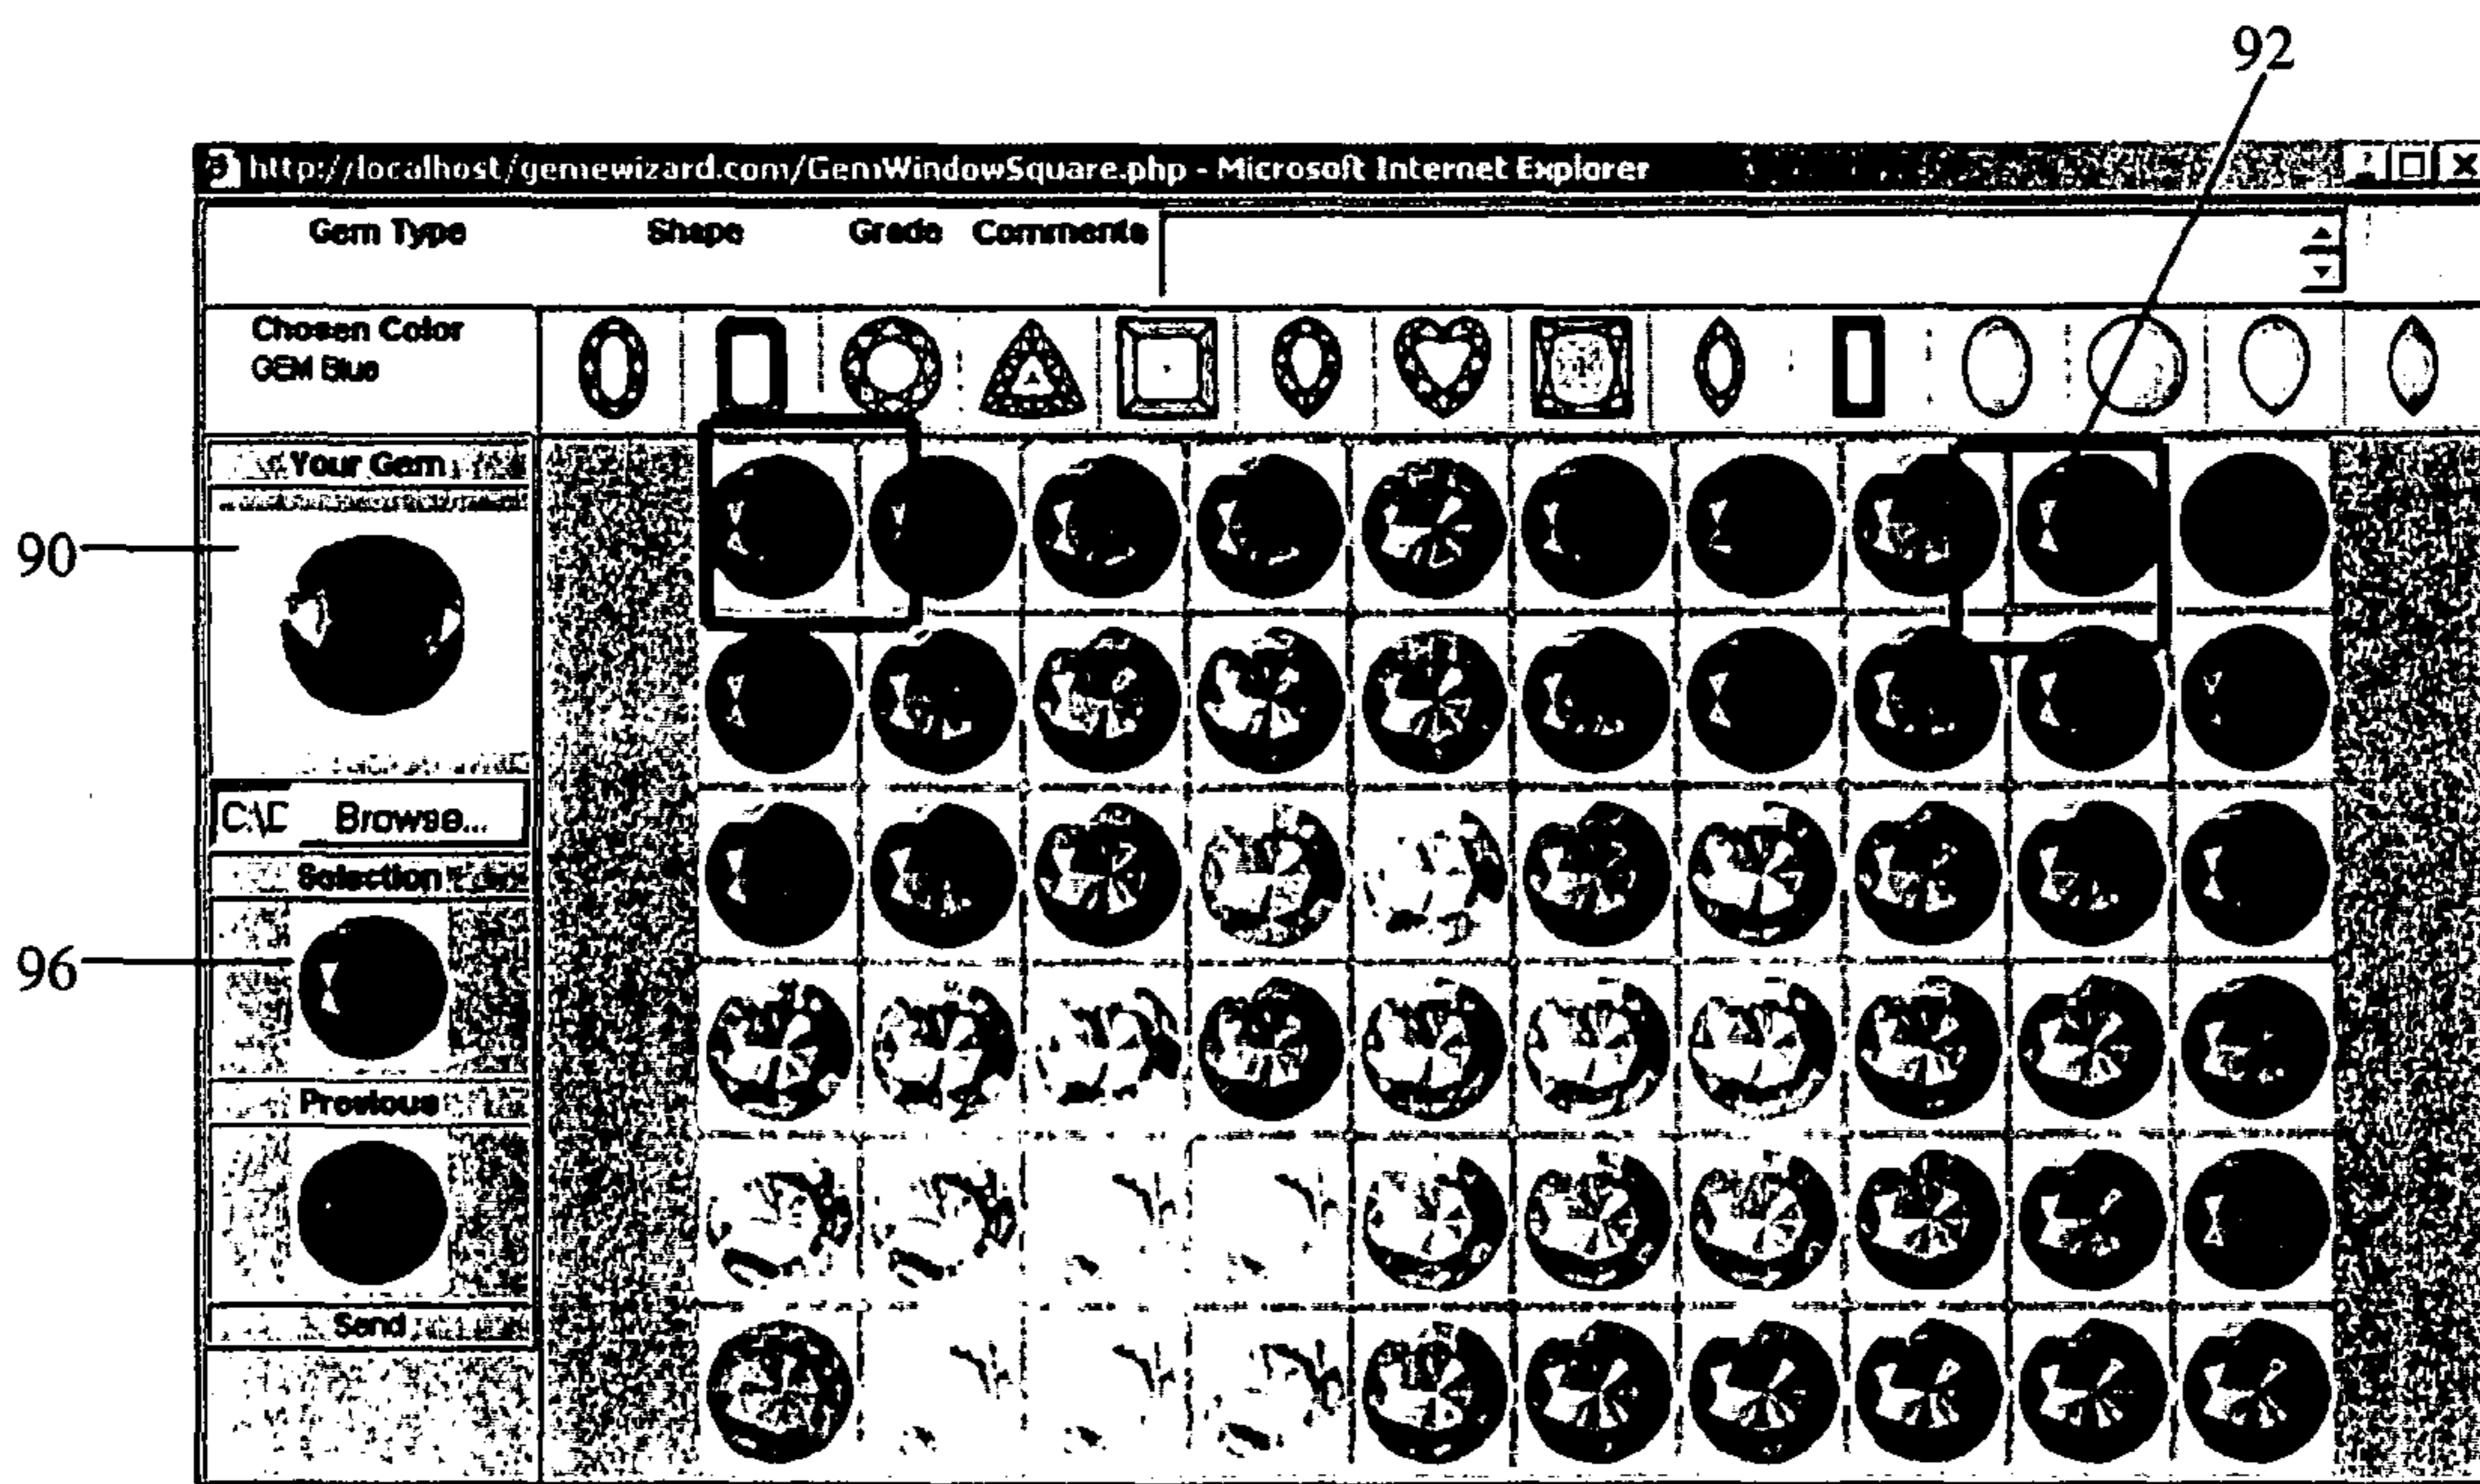 92
http://localhost/gemewizard.com/GemWindowSquare.php - Microsoft Internet Explorer
Gem Type Shape Grade Comments
Chosen Color
GEM Blue
Your Gem
90
C:\D Browse...
Selection
96
Previous
Send